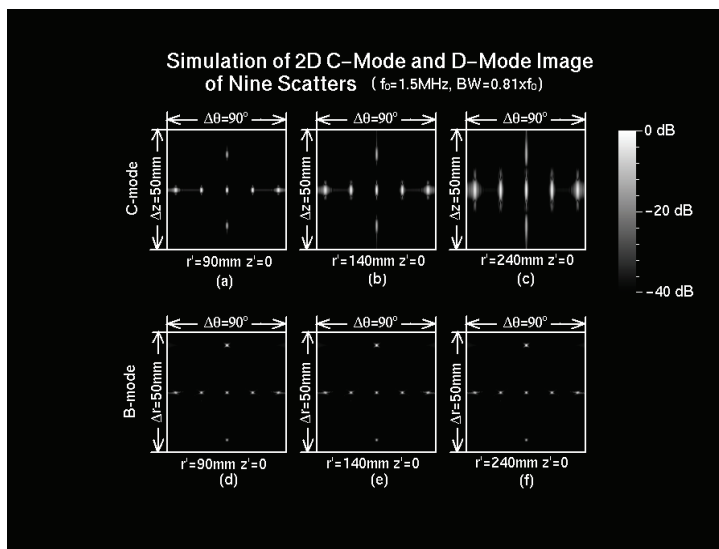 Simulation of 2D C-Mode and D-Mode Image
of Nine Scatters ( f₀=1.5MHz, BW=0.81xf₀)
Δθ=90° Δθ=90° Δθ=90° 0 dB
C-mode Δz=50mm Δz=50mm Δz=50mm -20 dB
r'=90mm z'=0 r'=140mm z'=0 r'=240mm z'=0 -40 dB
(a) (b) (c)
Δθ=90° Δθ=90° Δθ=90°
B-mode Δr=50mm Δr=50mm Δr=50mm
r'=90mm z'=0 r'=140mm z'=0 r'=240mm z'=0
(d) (e) (f)